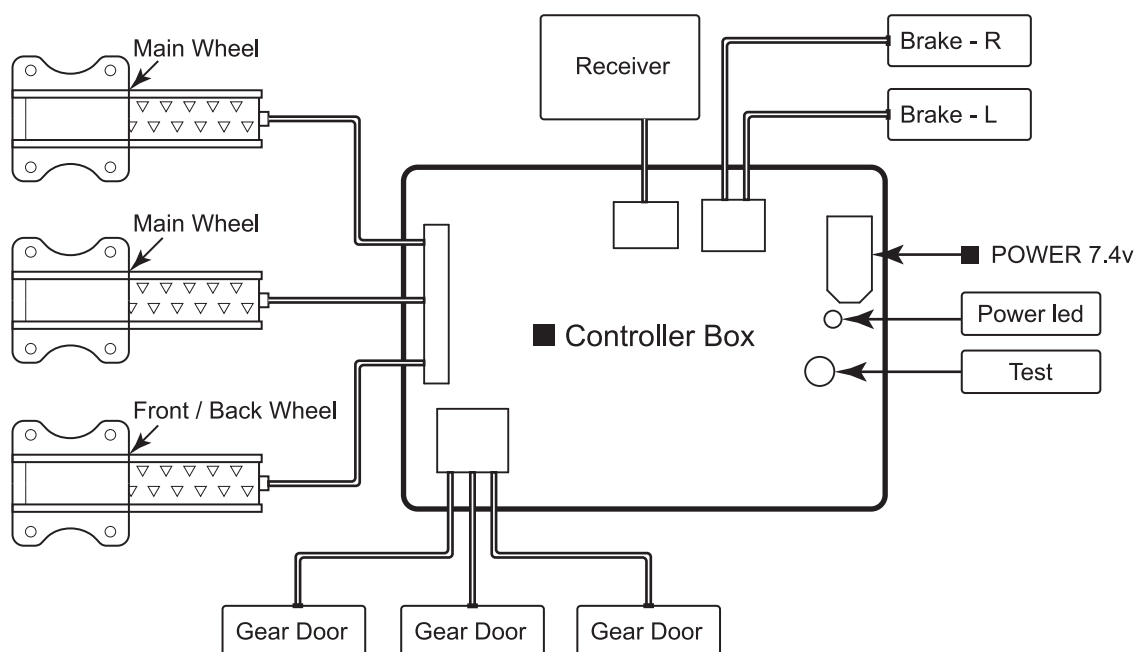 Main Wheel
Receiver
Brake - R
Brake - L
Main Wheel
POWER 7.4v
Power led
Controller Box
Test
Front / Back Wheel
Gear Door
Gear Door
Gear Door